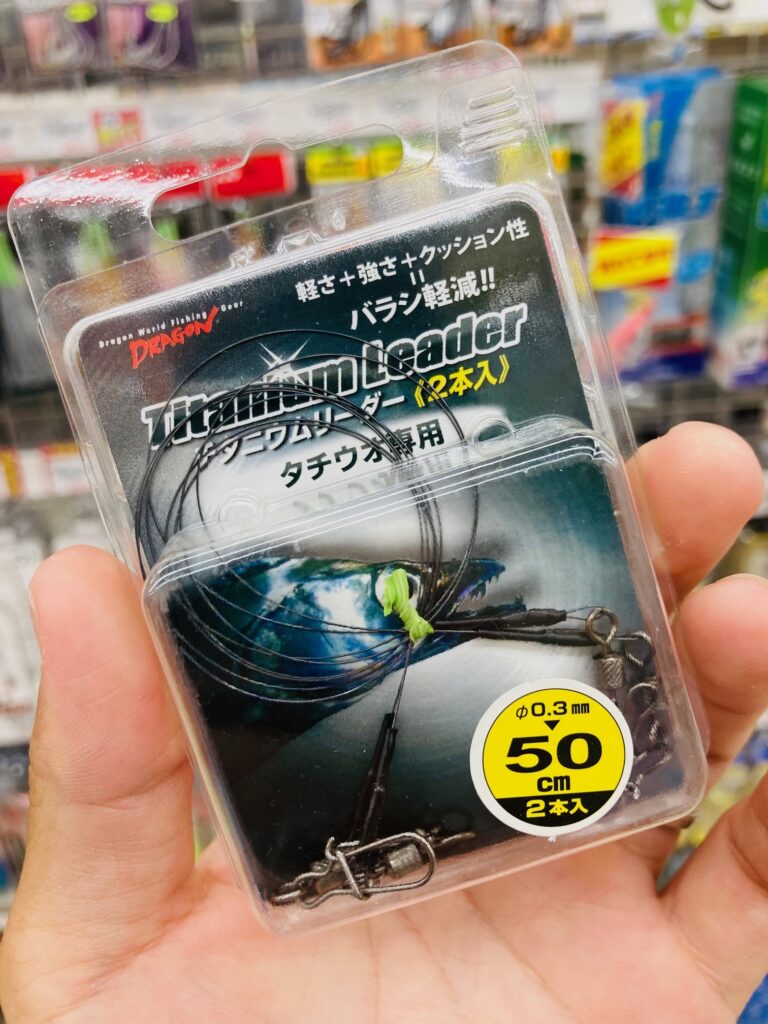 軽さ＋強さ＋クッション性
=
バラシ軽減!!
Dragon World Fishing Gear
DRAGON
Titanium Leader
チタニウムリーダー《2本入》
タチウオ専用
φ0.3mm
50
cm
2本入